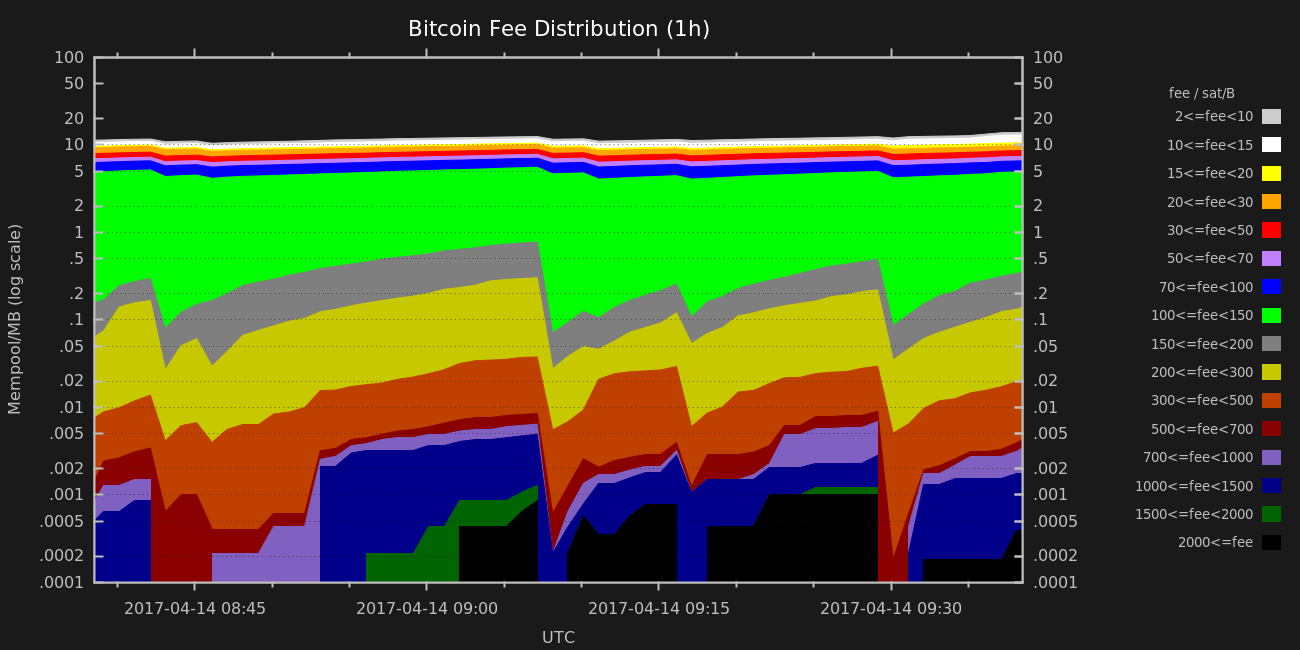 Bitcoin Fee Distribution (1h)
Mempool/MB (log scale)
100
50
20
10
5
2
1
.5
.2
.1
.05
.02
.01
.005
.002
.001
.0005
.0002
.0001
100
50
20
10
5
2
1
.5
.2
.1
.05
.02
.01
.005
.002
.001
.0005
.0002
.0001
2017-04-14 08:45
2017-04-14 09:00
2017-04-14 09:15
2017-04-14 09:30
UTC
fee / sat/B
2<=fee<10
10<=fee<15
15<=fee<20
20<=fee<30
30<=fee<50
50<=fee<70
70<=fee<100
100<=fee<150
150<=fee<200
200<=fee<300
300<=fee<500
500<=fee<700
700<=fee<1000
1000<=fee<1500
1500<=fee<2000
2000<=fee